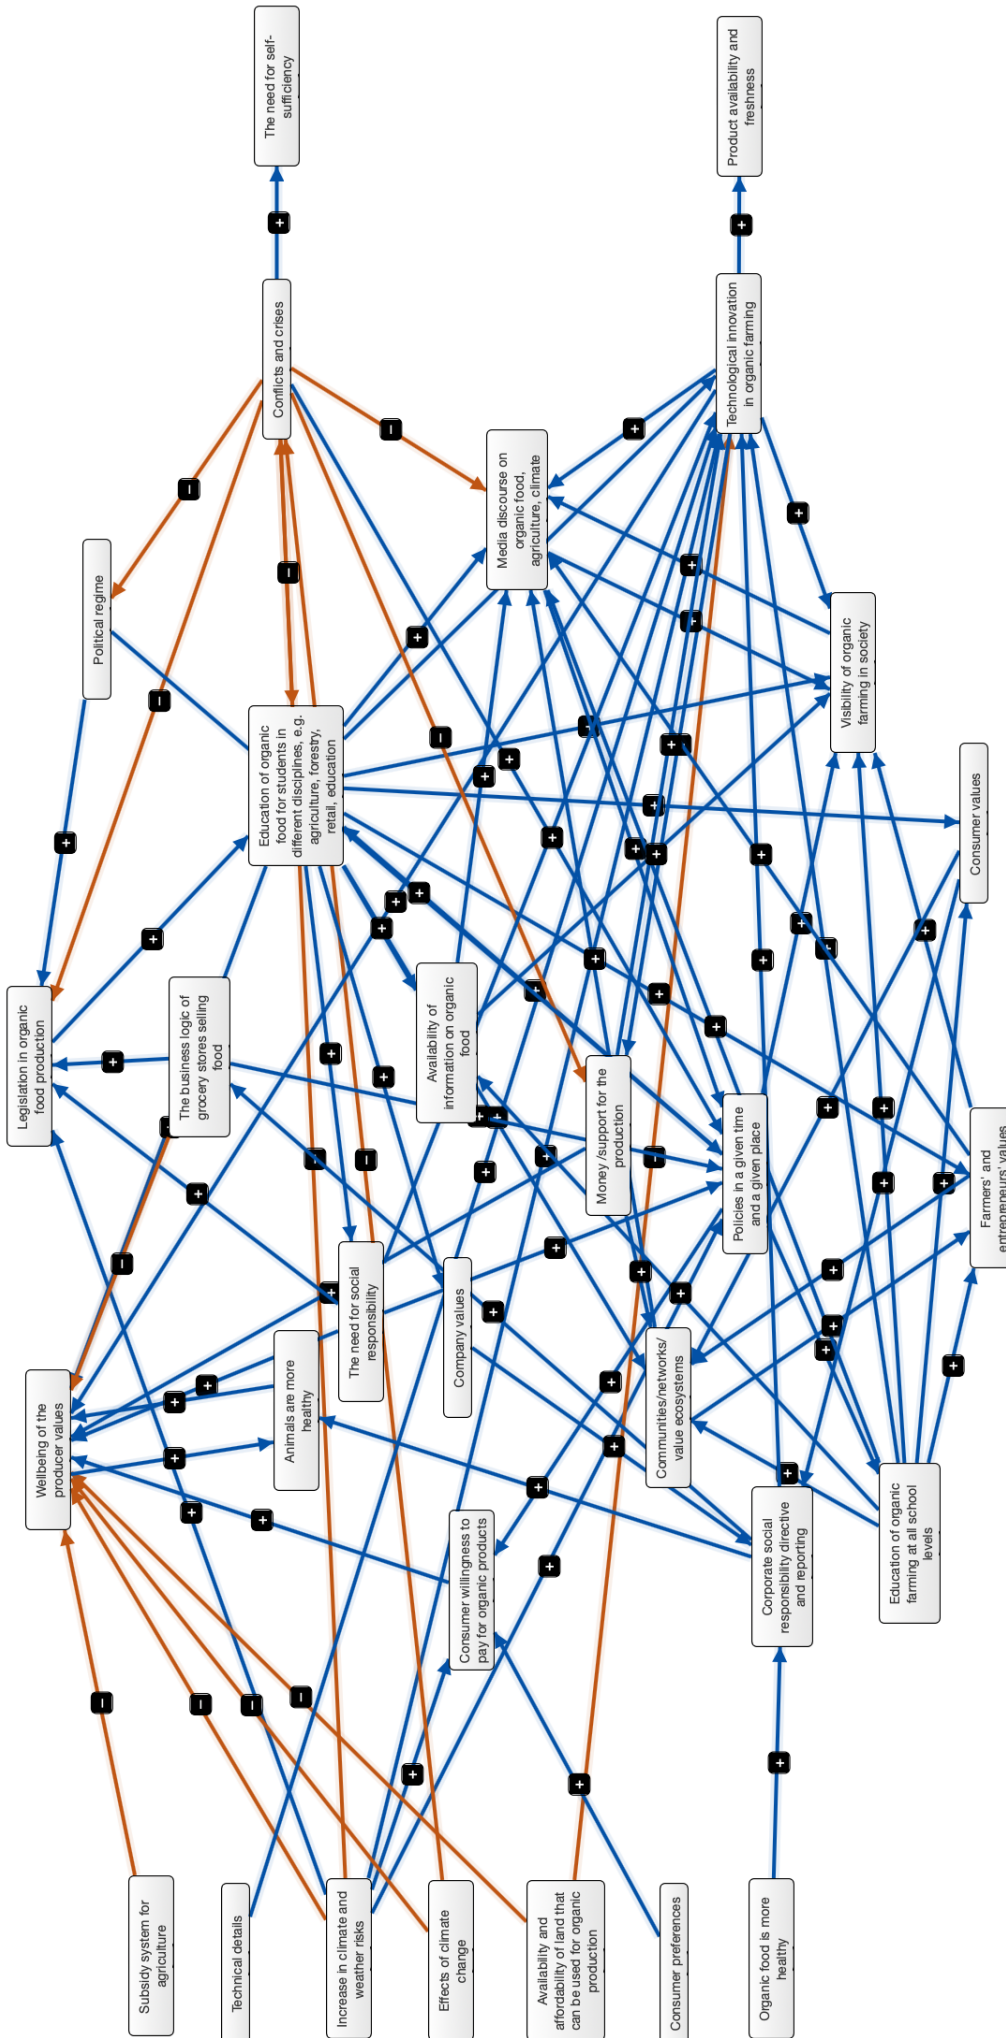 The need for self-
sufficiency
Product availability and
freshness
Conflicts and crises
Technological innovation
in organic farming
Media discourse on
organic food,
agriculture, climate
Political regime
Visibility of organic
farming in society
Education of organic
food for students in
different disciplines, e.g.
agriculture, forestry,
retail, education
Consumer values
Legislation in organic
food production
The business logic of
grocery stores selling
food
Availability of
information on organic
food
Money /support for the
production
Policies in a given time
and a given place
Farmers' and
entrepreneurs' values
The need for social
responsibility
Company values
Animals are more
healthy
Communities/networks/
value ecosystems
Wellbeing of the
producer values
Consumer willingness to
pay for organic products
Corporate social
responsibility directive
and reporting
Education of organic
farming at all school
levels
Subsidy system for
agriculture
Technical details
Increase in climate and
weather risks
Effects of climate
change
Availability and
affordability of land that
can be used for organic
production
Consumer preferences
Organic food is more
healthy